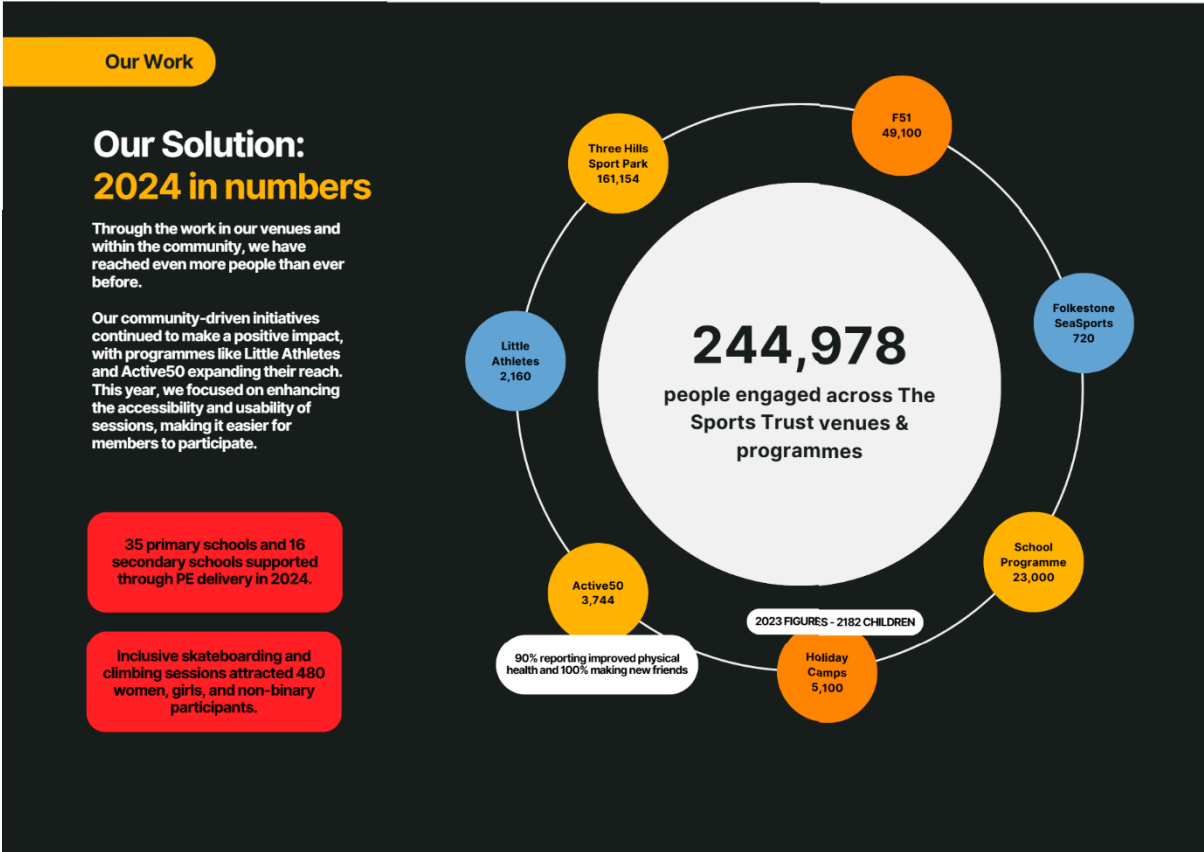 Our Work
Our Solution:
2024 in numbers
Through the work in our venues and
within the community, we have
reached even more people than ever
before.
Our community-driven initiatives
continued to make a positive impact,
with programmes like Little Athletes
and Active50 expanding their reach.
This year, we focused on enhancing
the accessibility and usability of
sessions, making it easier for
members to participate.
35 primary schools and 16
secondary schools supported
through PE delivery in 2024.
Inclusive skateboarding and
climbing sessions attracted 480
women, girls, and non-binary
participants.
244,978
people engaged across The
Sports Trust venues &
programmes
Three Hills
Sport Park
161,154
F51
49,100
Folkestone
SeaSports
720
School
Programme
23,000
2023 FIGURES - 2182 CHILDREN
Holiday
Camps
5,100
Active50
3,744
90% reporting improved physical
health and 100% making new friends
Little
Athletes
2,160